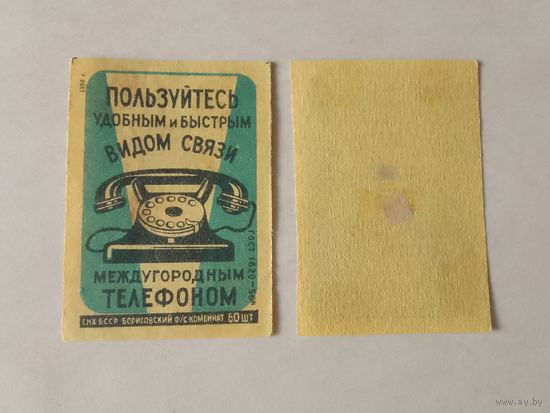 1959 г.
ПОЛЬЗУЙТЕСЬ
УДОБНЫМ и БЫСТРЫМ
ВИДОМ СВЯЗИ
МЕЖДУГОРОДНЫМ
ТЕЛЕФОНОМ
ГОСТ 1820-56г.
СНХ БССР БОРИСОВСКИЙ Ф/С КОМБИНАТ 60 ШТ
www.ay.by